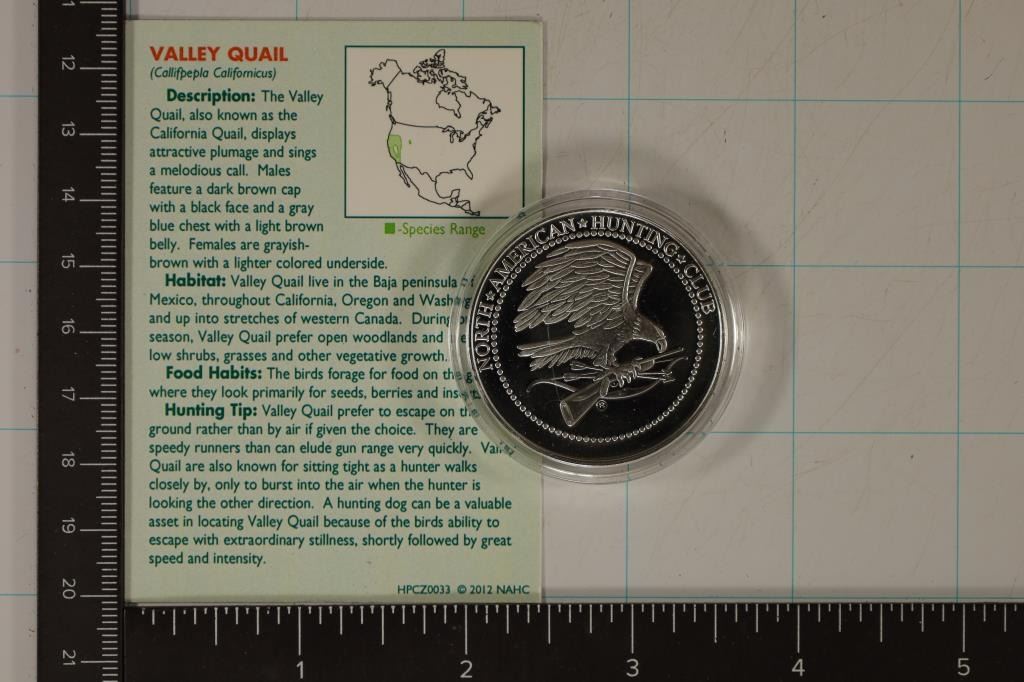 VALLEY QUAIL
(Callifpepla Californicus)
Description: The Valley
Quail, also known as the
California Quail, displays
attractive plumage and sings
a melodious call. Males
feature a dark brown cap
with a black face and a gray
blue chest with a light brown
belly. Females are grayish-
brown with a lighter colored underside.
-Species Range
Habitat: Valley Quail live in the Baja peninsula
Mexico, throughout California, Oregon and
and up into stretches of western Canada. During
season, Valley Quail prefer open woodlands and
low shrubs, grasses and other vegetative growth.
Food Habits: The birds forage for food on the
where they look primarily for seeds, berries and
Hunting Tip: Valley Quail prefer to escape on
ground rather than by air if given the choice. They are
speedy runners than can elude gun range very quickly.
Quail are also known for sitting tight as a hunter walks
closely by, only to burst into the air when the hunter is
looking the other direction. A hunting dog can be a valuable
asset in locating Valley Quail because of the birds ability to
escape with extraordinary stillness, shortly followed by great
speed and intensity.
HPCZ0033 © 2012 NAHC
NORTH ★ AMERICAN ★ HUNTING ★ CLUB
®
12
13
14
15
16
17
18
19
20
21
1 2 3 4 5